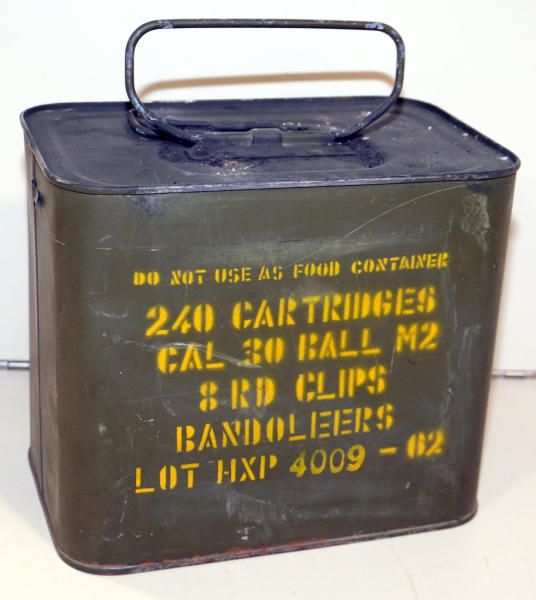 DO NOT USE AS FOOD CONTAINER
240 CARTRIDGES
CAL 30 BALL M2
8 RD CLIPS
BANDOLEERS
LOT HXP 4009 - 62